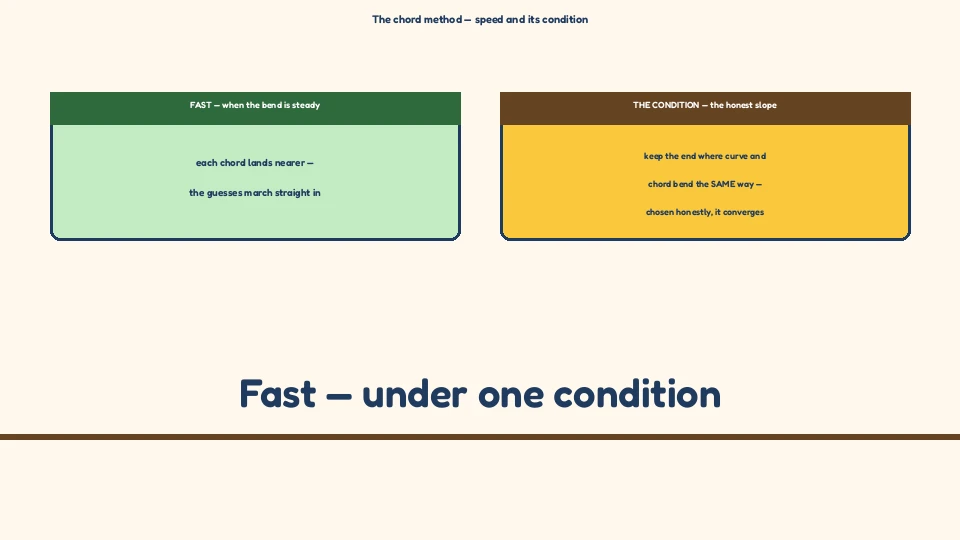 The chord method — speed and its condition
FAST — when the bend is steady
each chord lands nearer —
the guesses march straight in
THE CONDITION — the honest slope
keep the end where curve and
chord bend the SAME way —
chosen honestly, it converges
Fast — under one condition